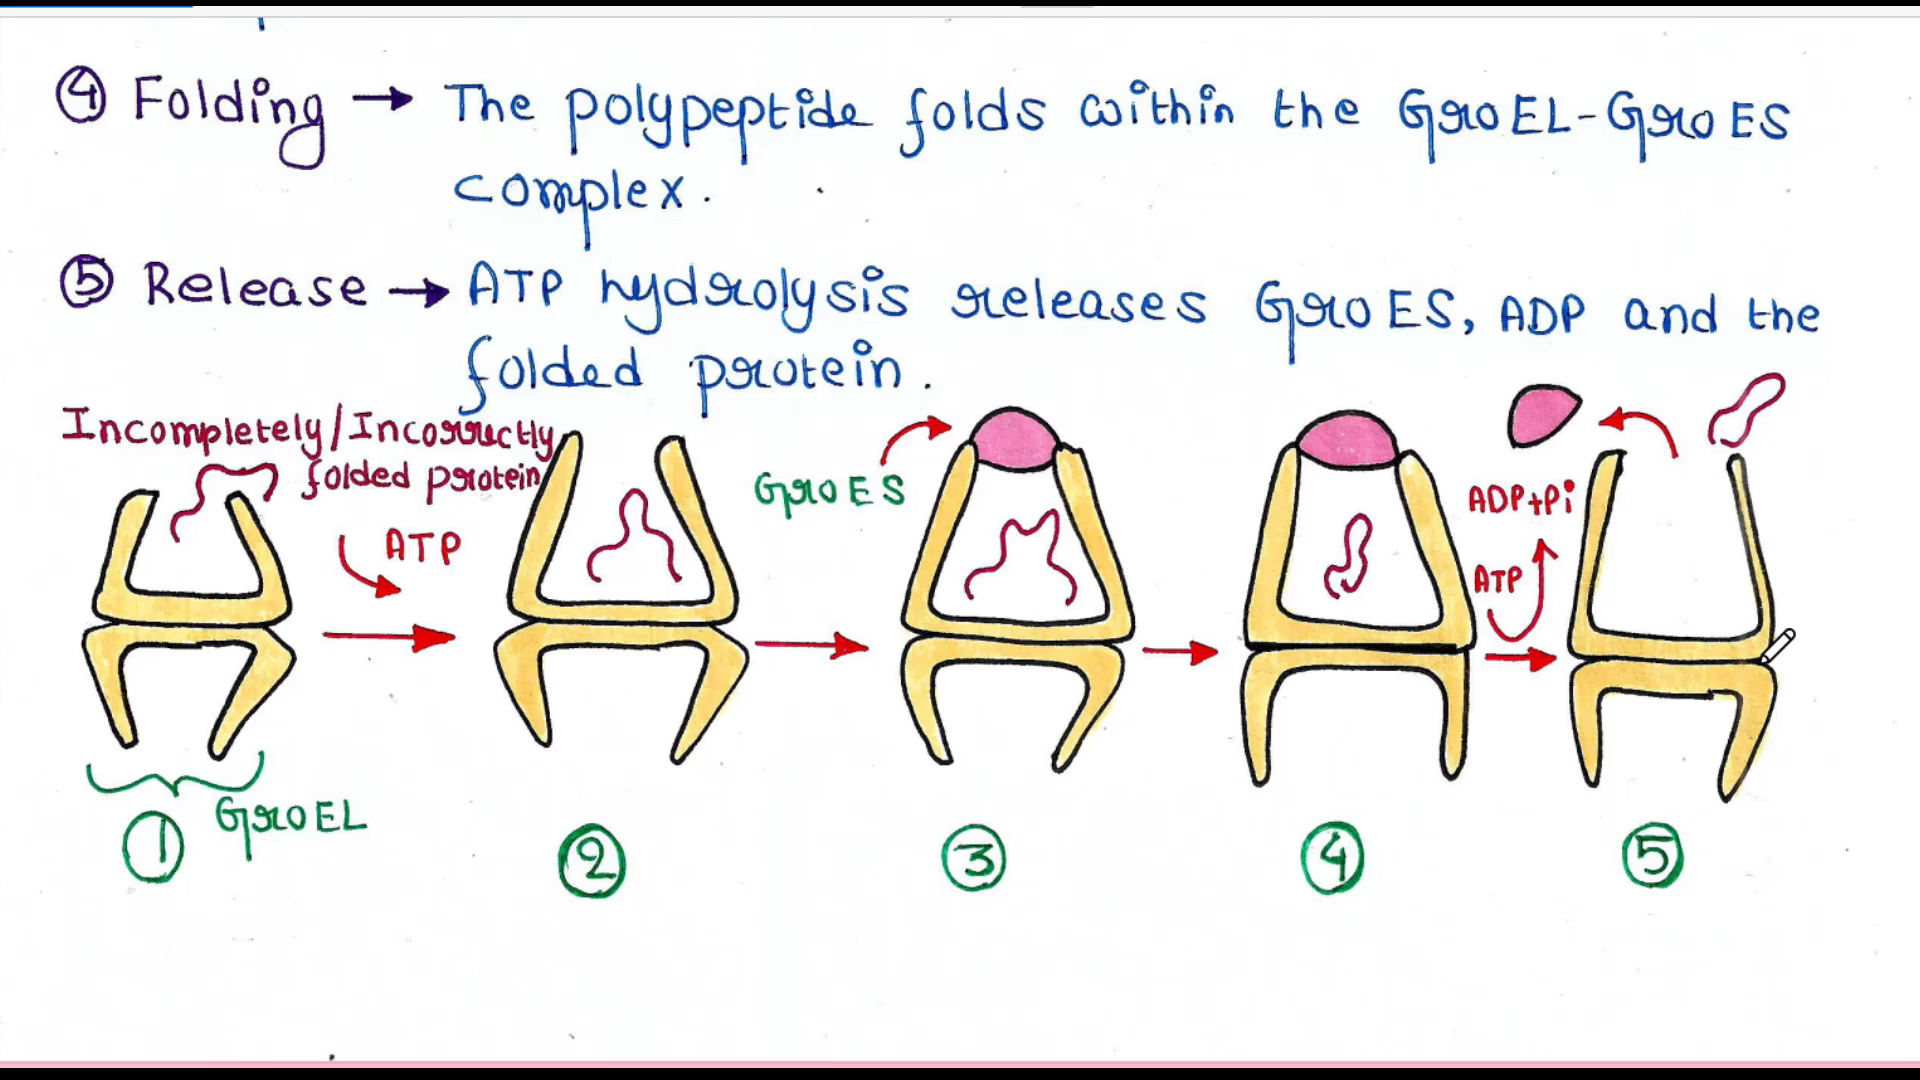 ④ Folding → The polypeptide folds within the GroEL-GroES
complex.
⑤ Release → ATP hydrolysis releases GroES, ADP and the
folded protein.
Incompletely/Incorrectly
folded protein
ATP
GroES
ADP+Pi
ATP
GroEL
① ② ③ ④ ⑤